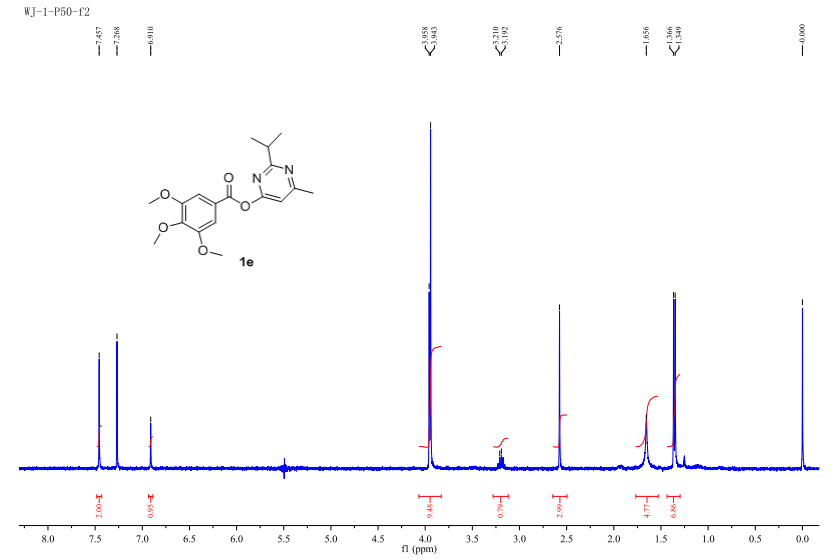 WJ-1-P50-f2
7.457
7.268
6.910
3.958
3.943
3.210
3.192
2.576
1.656
1.366
1.349
-0.000
N
N
O
O
O
O
O
1e
2.00
0.95
9.48
0.79
2.99
4.77
6.86
8.0 7.5 7.0 6.5 6.0 5.5 5.0 4.5 4.0 3.5 3.0 2.5 2.0 1.5 1.0 0.5 0.0
f1 (ppm)